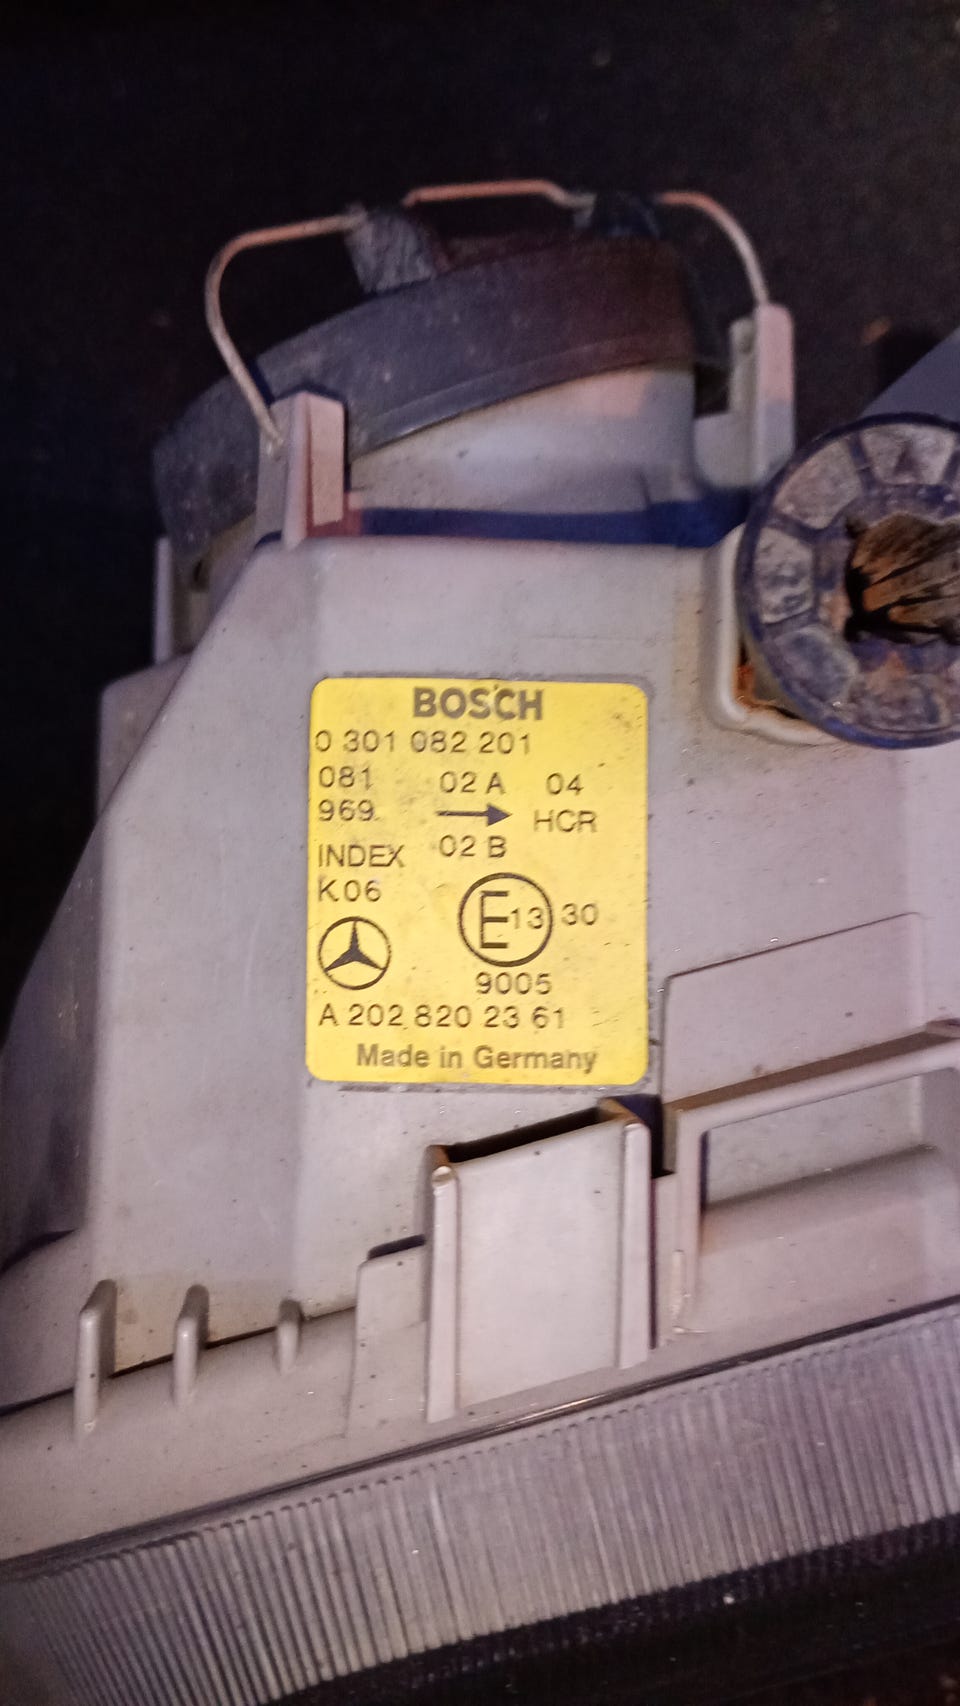 BOSCH
0 301 082 201
081 02 A 04
969. → HCR
INDEX 02 B
K06
E13 30
9005
A 202 820 23 61
Made in Germany